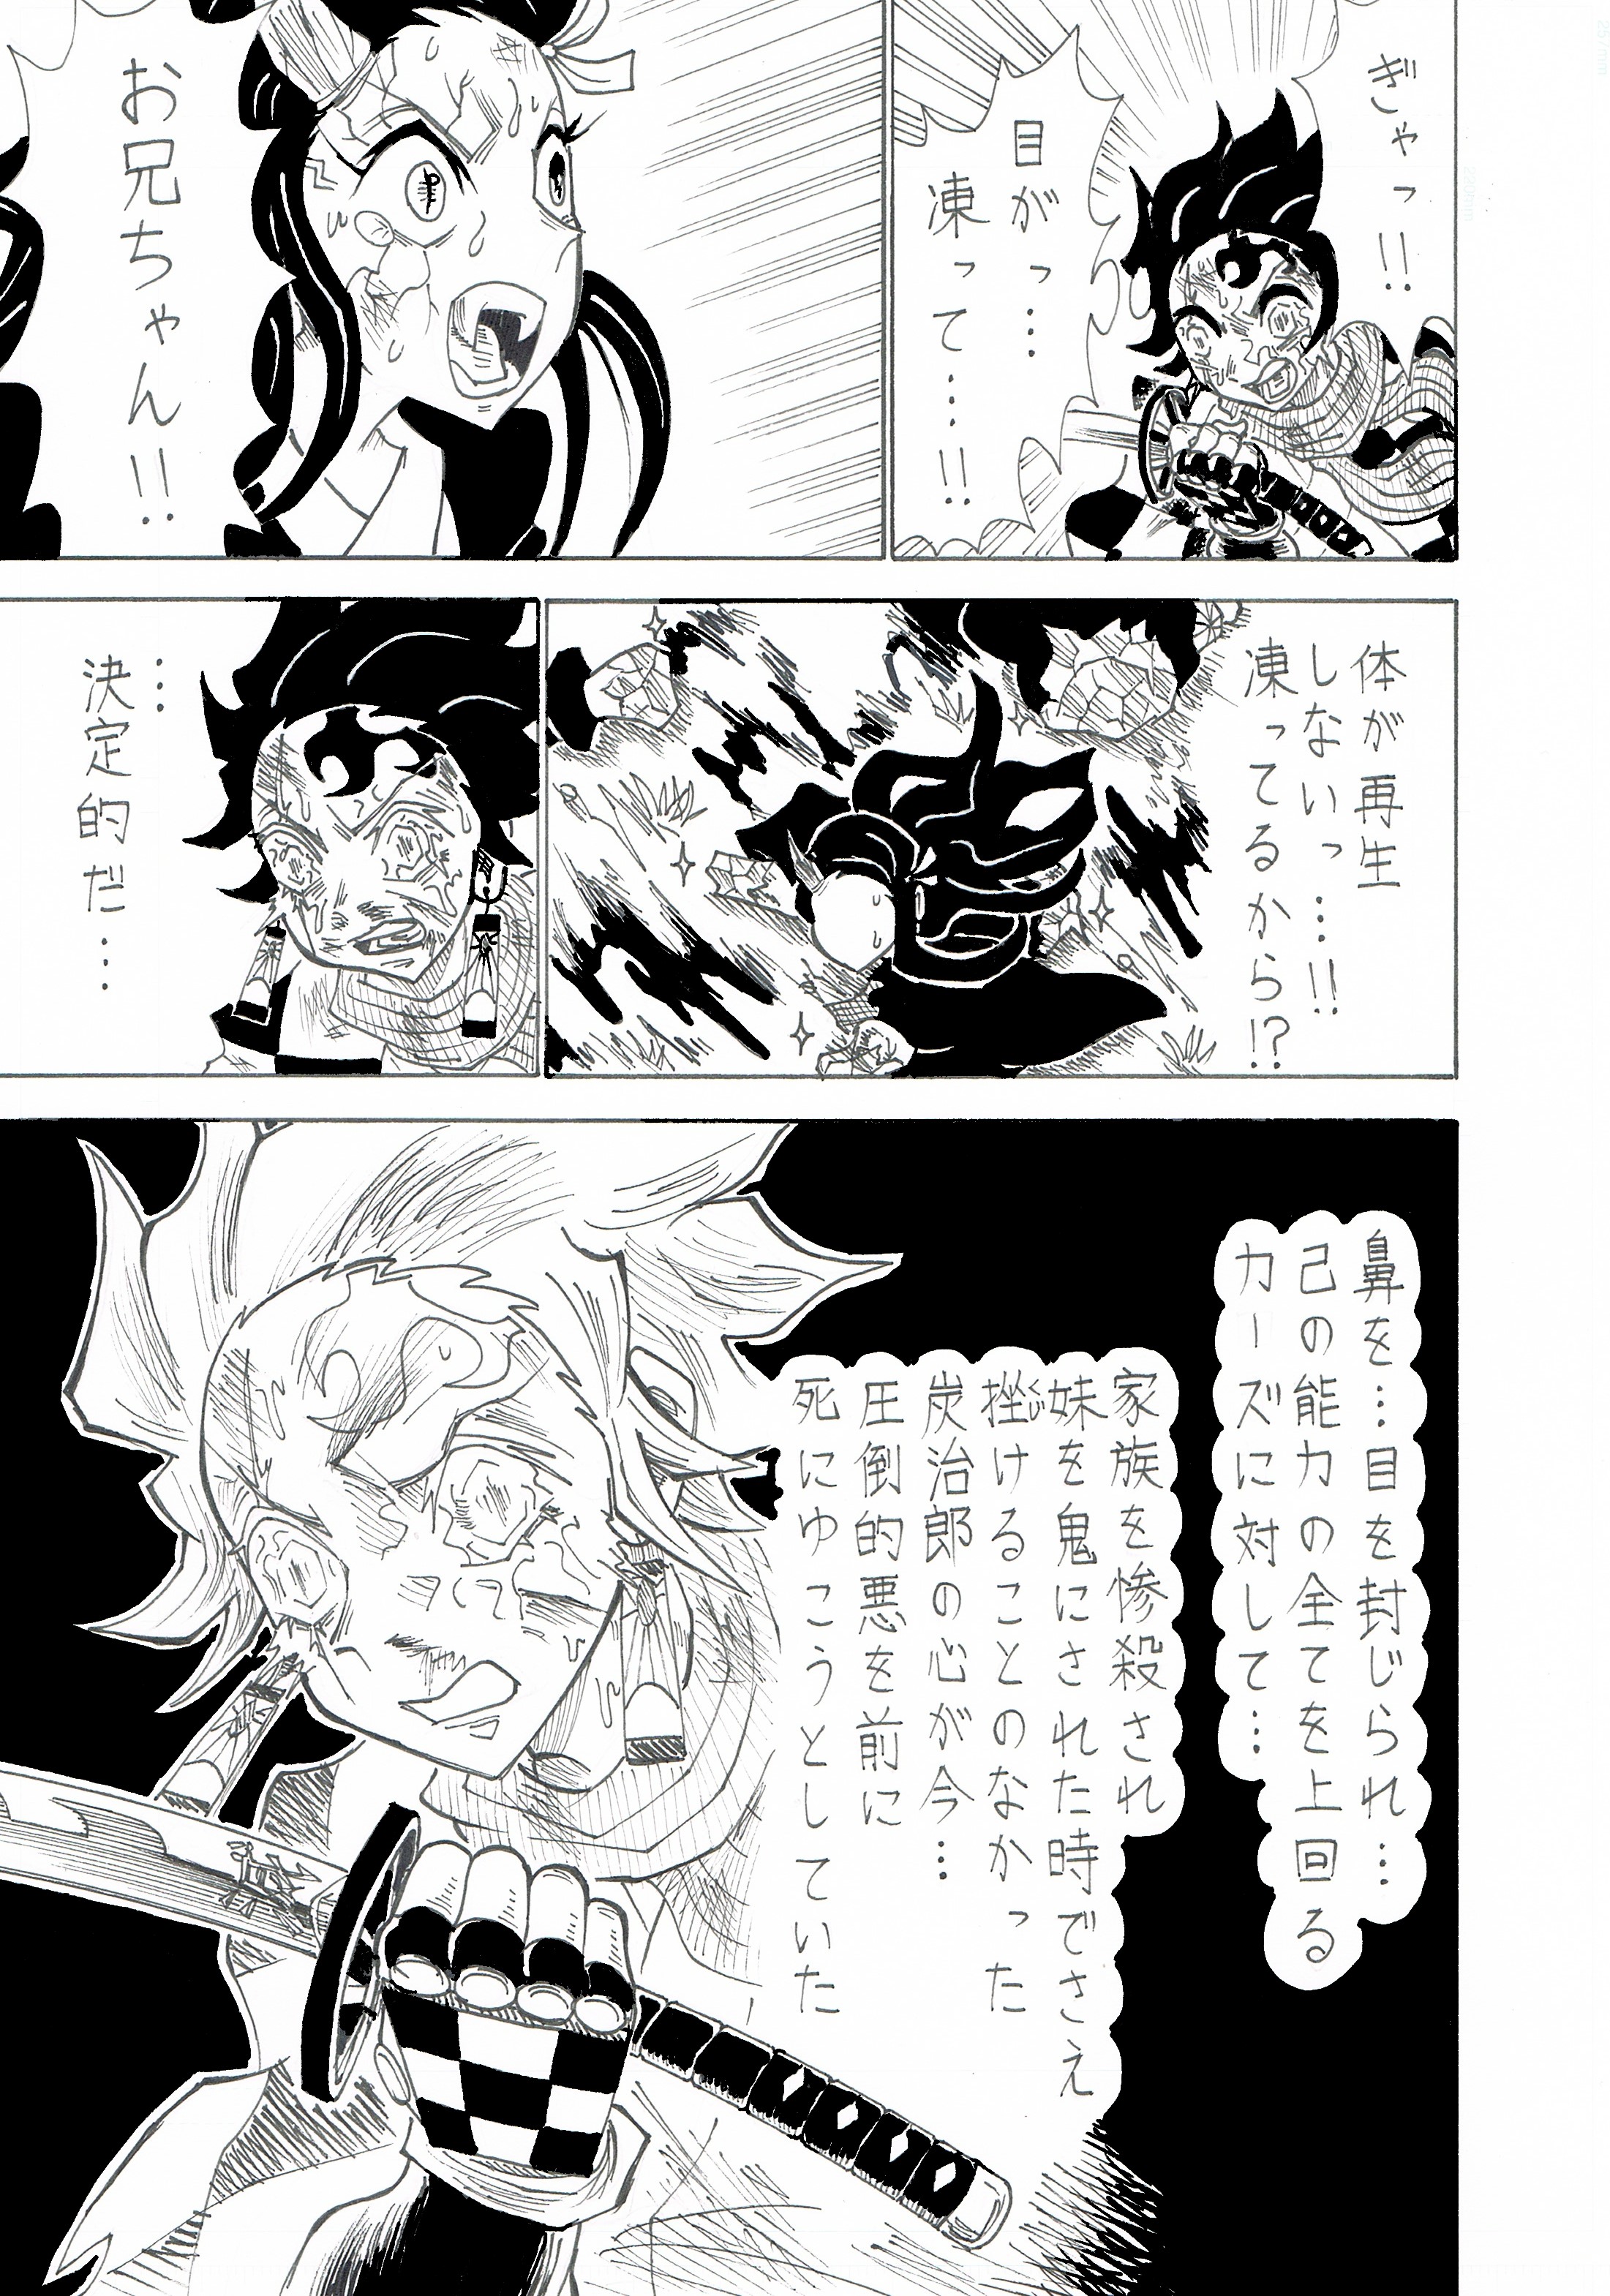 ぎゃっ!!
目がっ…
凍って…!!
お兄ちゃん!!
体が再生
しないっ…!!
凍ってるから!?
…
決定的だ…
鼻を…目を封じられ…
己の能力の全てを上回る
カーズに対して…
家族を惨殺され
妹を鬼にされた時でさえ
挫けることのなかった
くじ
炭治郎の心が今…
圧倒的悪を前に
死にゆこうとしていた